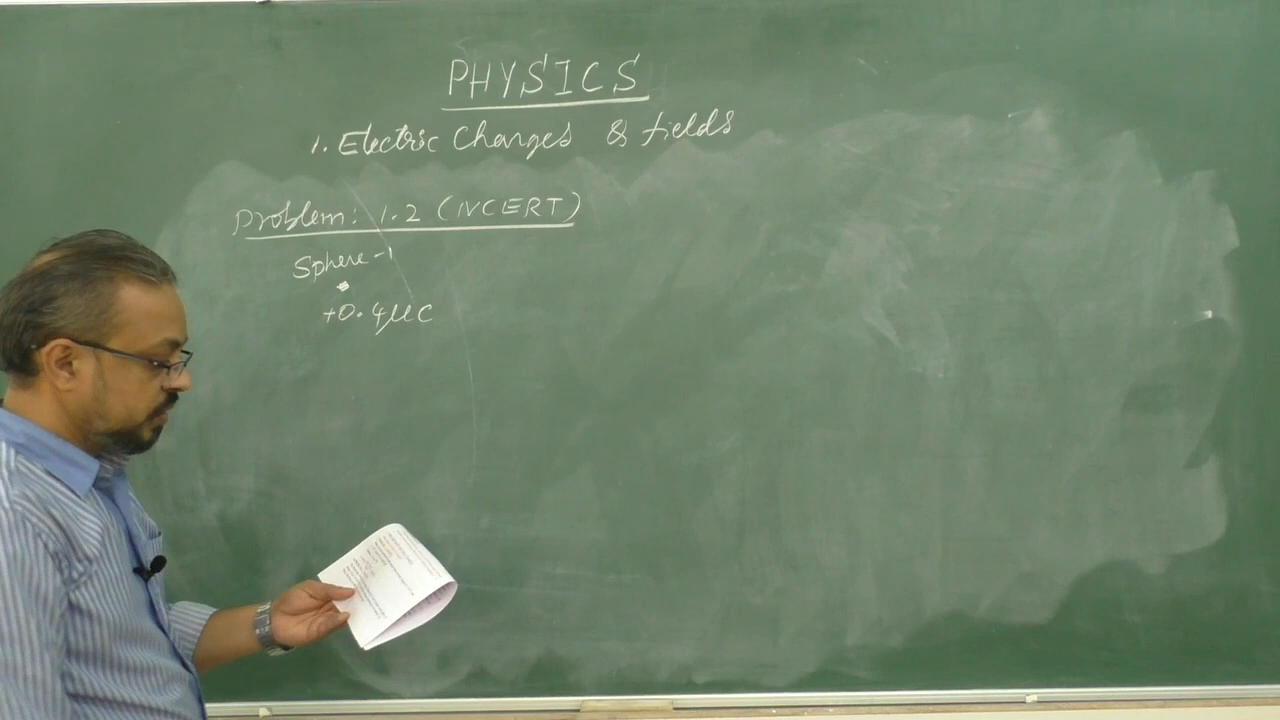 PHYSICS
1. Electric Charges & fields
Problem: 1.2 (NCERT)
Sphere-1
+0.4μC